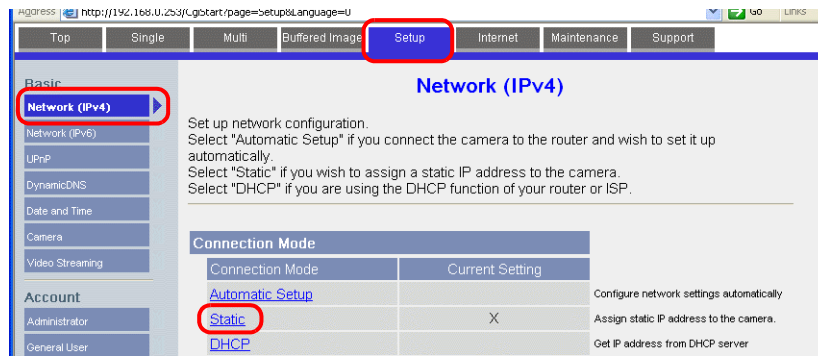 Address http://192.168.0.253/CgiStart?page=Setup&Language=0 Go Links
Top Single Multi Buffered Image Setup Internet Maintenance Support
Basic
Network (IPv4)
Network (IPv6)
UPnP
DynamicDNS
Date and Time
Camera
Video Streaming
Account
Administrator
General User
Network (IPv4)
Set up network configuration.
Select "Automatic Setup" if you connect the camera to the router and wish to set it up
automatically.
Select "Static" if you wish to assign a static IP address to the camera.
Select "DHCP" if you are using the DHCP function of your router or ISP.
Connection Mode
Connection Mode Current Setting
Automatic Setup Configure network settings automatically
Static X Assign static IP address to the camera.
DHCP Get IP address from DHCP server